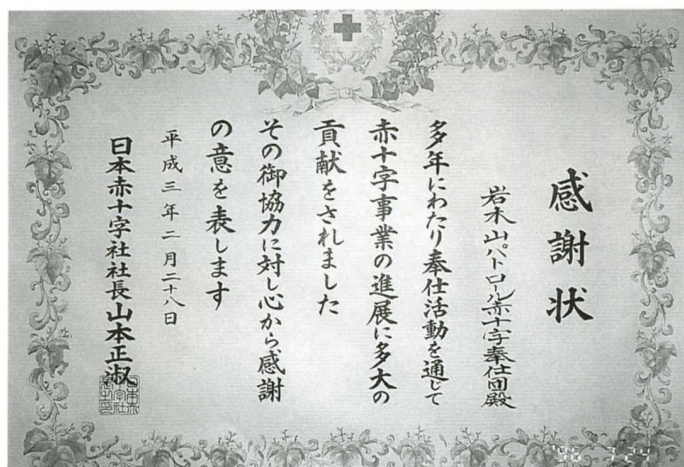 感謝状
岩木山パトロール赤十字奉仕団殿
多年にわたり奉仕活動を通じて
赤十字事業の進展に多大の
貢献をされました
その御協力に対し心から感謝
の意を表します
平成三年二月二十八日
日本赤十字社社長山本正淑